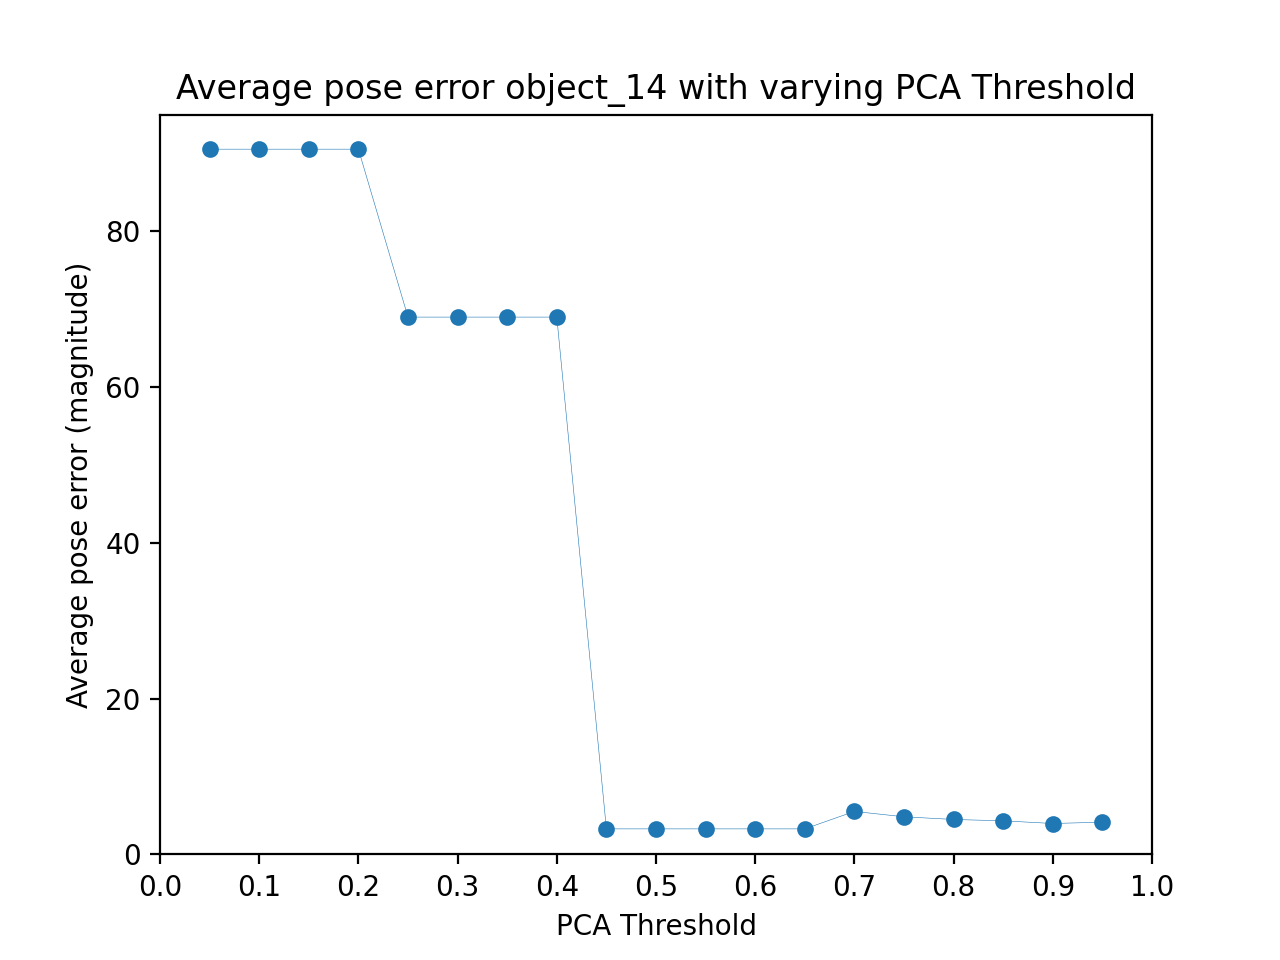 Average pose error object_14 with varying PCA Threshold
Average pose error (magnitude)
80
60
40
20
0
0.0 0.1 0.2 0.3 0.4 0.5 0.6 0.7 0.8 0.9 1.0
PCA Threshold